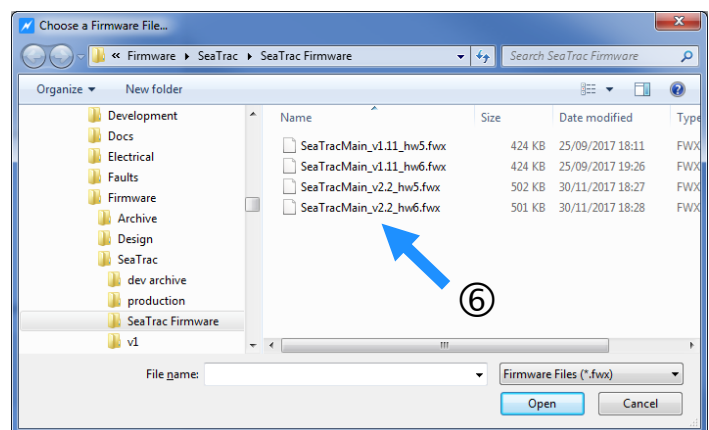 Choose a Firmware File...
« Firmware SeaTrac SeaTrac Firmware Search SeaTrac Firmware
Organize New folder
Development
Docs
Electrical
Faults
Firmware
Archive
Design
SeaTrac
dev archive
production
SeaTrac Firmware
v1
Name Size Date modified Type
SeaTracMain_v1.11_hw5.fwx 424 KB 25/09/2017 18:11 FWX
SeaTracMain_v1.11_hw6.fwx 424 KB 25/09/2017 19:26 FWX
SeaTracMain_v2.2_hw5.fwx 502 KB 30/11/2017 18:27 FWX
SeaTracMain_v2.2_hw6.fwx 501 KB 30/11/2017 18:28 FWX
⑥
File name: Firmware Files (*.fwx)
Open Cancel